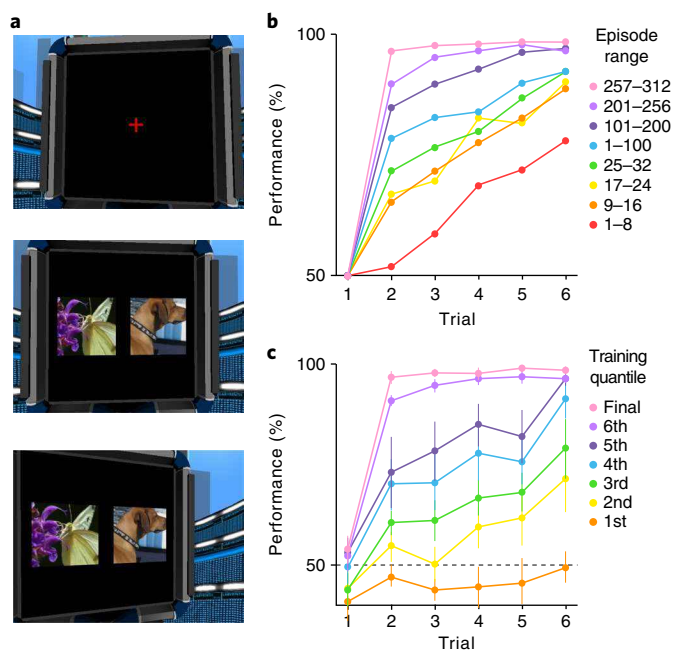 a
b
100
50
Performance (%)
1 2 3 4 5 6
Trial
Episode
range
257–312
201–256
101–200
1–100
25–32
17–24
9–16
1–8
c
100
50
Performance (%)
1 2 3 4 5 6
Trial
Training
quantile
Final
6th
5th
4th
3rd
2nd
1st